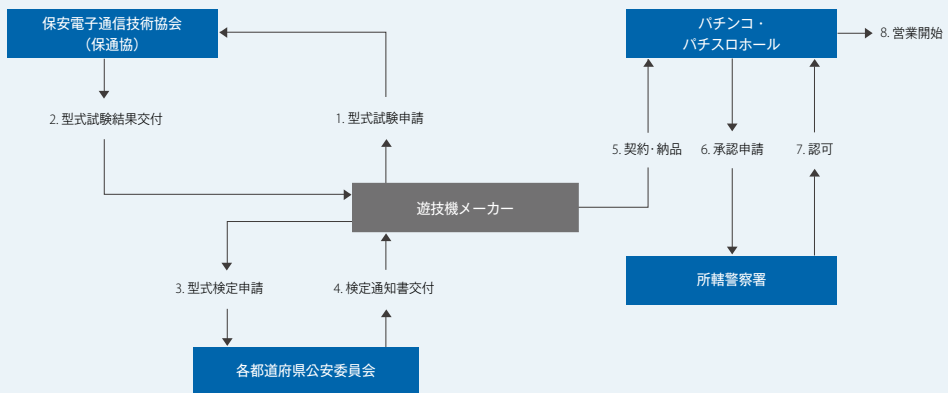 保安電子通信技術協会
（保通協）
パチンコ・
パチスロホール
8. 営業開始
2. 型式試験結果交付
1. 型式試験申請
5. 契約・納品
6. 承認申請
7. 認可
遊技機メーカー
3. 型式検定申請
4. 検定通知書交付
所轄警察署
各都道府県公安委員会